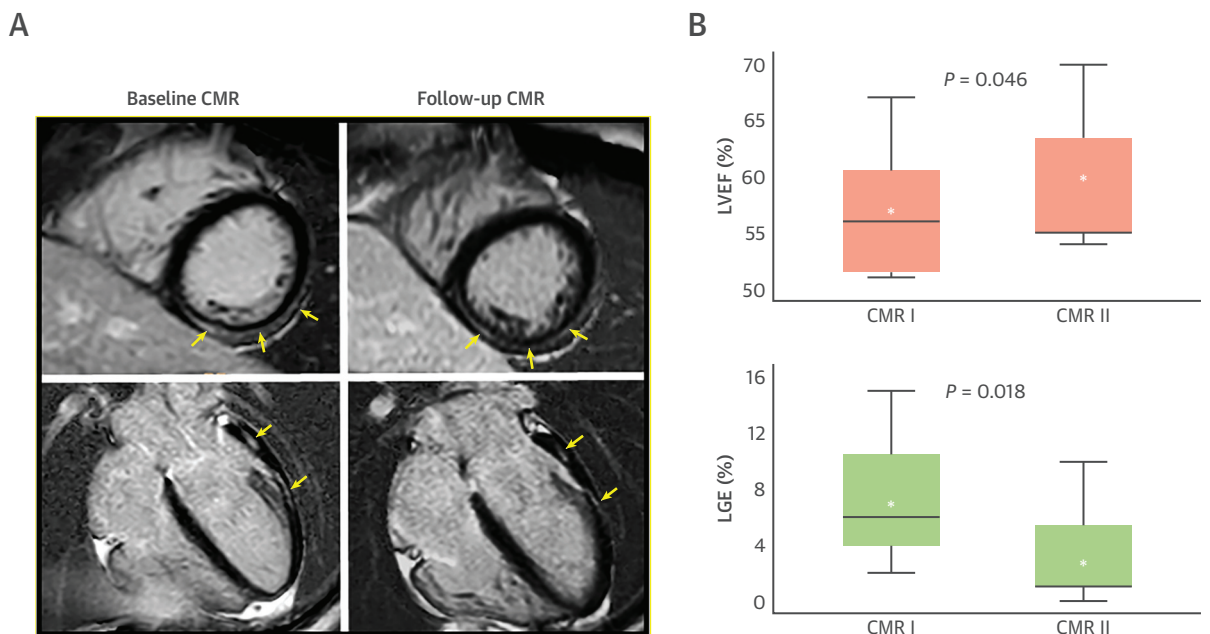 A
Baseline CMR
Follow-up CMR
B
70
65
60
55
50
LVEF (%)
P = 0.046
CMR I
CMR II
16
12
8
4
0
LGE (%)
P = 0.018
CMR I
CMR II